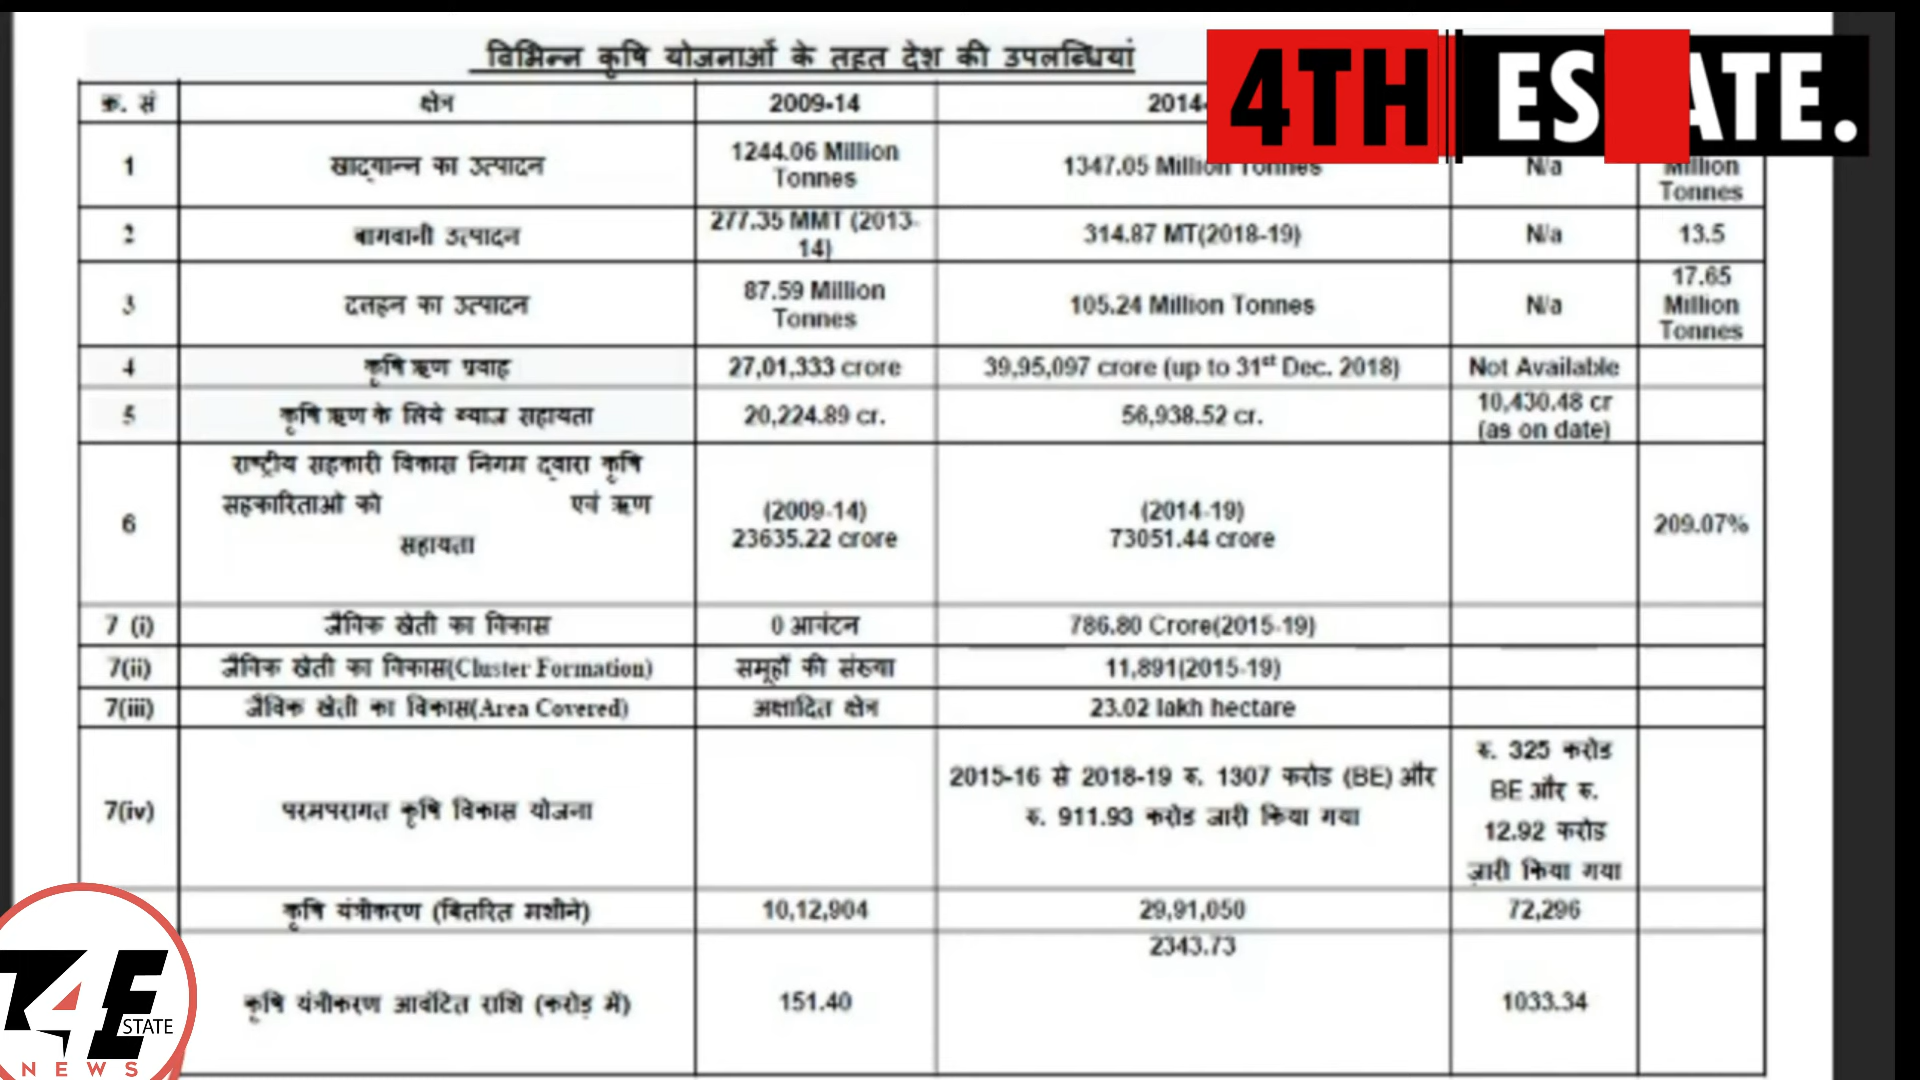 विभिन्न कृषि योजनाओं के तहत देश की उपलब्धियां
4TH ES ATE.
क्र. सं
क्षेत्र
2009-14
2014-
1
खाद्यान्न का उत्पादन
1244.06 Million
Tonnes
1347.05 Million Tonnes
N/a
Million
Tonnes
2
बागवानी उत्पादन
277.35 MMT (2013-
14)
314.87 MT(2018-19)
N/a
13.5
3
दलहन का उत्पादन
87.59 Million
Tonnes
105.24 Million Tonnes
N/a
17.65
Million
Tonnes
4
कृषि ऋण प्रवाह
27,01,333 crore
39,95,097 crore (up to 31st Dec. 2018)
Not Available
5
कृषि ऋण के लिये ब्याज सहायता
20,224.89 cr.
56,938.52 cr.
10,430.48 cr
(as on date)
6
राष्ट्रीय सहकारी विकास निगम द्वारा कृषि
सहकारिताओ को एवं ऋण
सहायता
(2009-14)
23635.22 crore
(2014-19)
73051.44 crore
209.07%
7 (i)
जैविक खेती का विकास
0 आवंटन
786.80 Crore(2015-19)
7(ii)
जैविक खेती का विकास(Cluster Formation)
समूहों की संख्या
11,891(2015-19)
7(iii)
जैविक खेती का विकास(Area Covered)
क्षेत्र
23.02 lakh hectare
7(iv)
परमपरागत कृषि विकास योजना
2015-16 से 2018-19 रु. 1307 करोड (BE) और
रु. 911.93 करोड जारी किया गया
रु. 325 करोड
BE और रु.
12.92 करोड
जारी किया गया
कृषि यंत्रीकरण (वितरित मशीने)
10,12,904
29,91,050
72,296
कृषि यंत्रीकरण आवंटित राशि (करोड़ में)
151.40
2343.73
1033.34
4E
STATE
NEWS